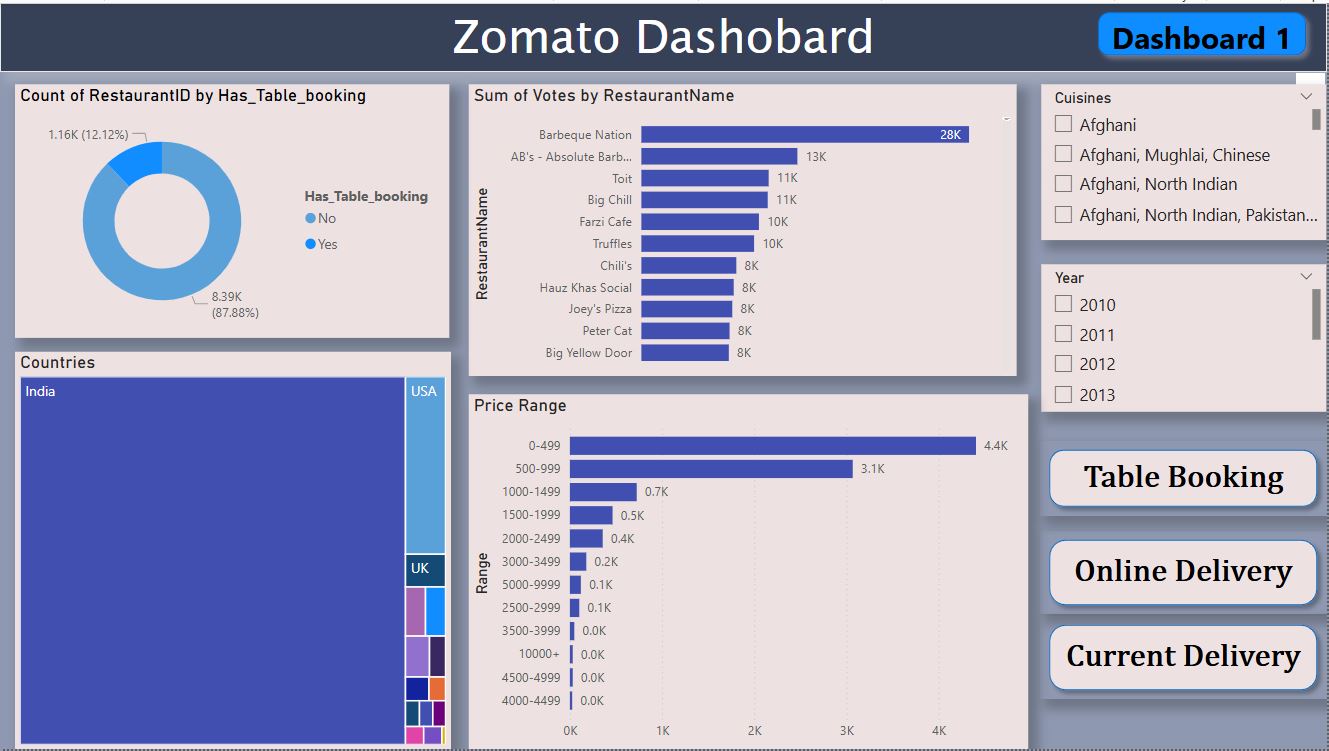 Zomato Dashobard
Dashboard 1
Count of RestaurantID by Has_Table_booking
1.16K (12.12%)
Has_Table_booking
No
Yes
8.39K
(87.88%)
Countries
India
USA
UK
Sum of Votes by RestaurantName
RestaurantName
Barbeque Nation 28K
AB's - Absolute Barb... 13K
Toit 11K
Big Chill 11K
Farzi Cafe 10K
Truffles 10K
Chili's 8K
Hauz Khas Social 8K
Joey's Pizza 8K
Peter Cat 8K
Big Yellow Door 8K
Price Range
Range
0-499 4.4K
500-999 3.1K
1000-1499 0.7K
1500-1999 0.5K
2000-2499 0.4K
3000-3499 0.2K
5000-9999 0.1K
2500-2999 0.1K
3500-3999 0.0K
10000+ 0.0K
4500-4999 0.0K
4000-4499 0.0K
0K 1K 2K 3K 4K
Cuisines
Afghani
Afghani, Mughlai, Chinese
Afghani, North Indian
Afghani, North Indian, Pakistan...
Year
2010
2011
2012
2013
Table Booking
Online Delivery
Current Delivery